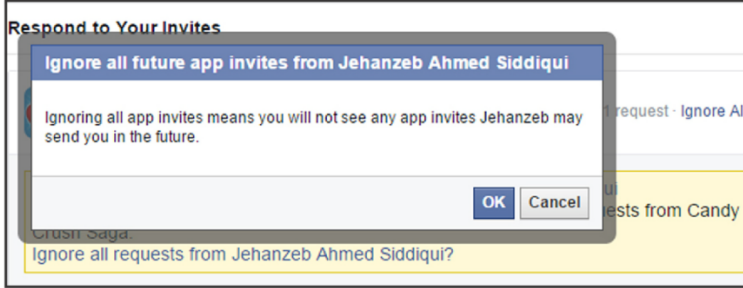 Respond to Your Invites
Ignore all future app invites from Jehanzeb Ahmed Siddiqui
Ignoring all app invites means you will not see any app invites Jehanzeb may
send you in the future.
1 request · Ignore Al
OK Cancel
from Candy
Crush Saga.
Ignore all requests from Jehanzeb Ahmed Siddiqui?